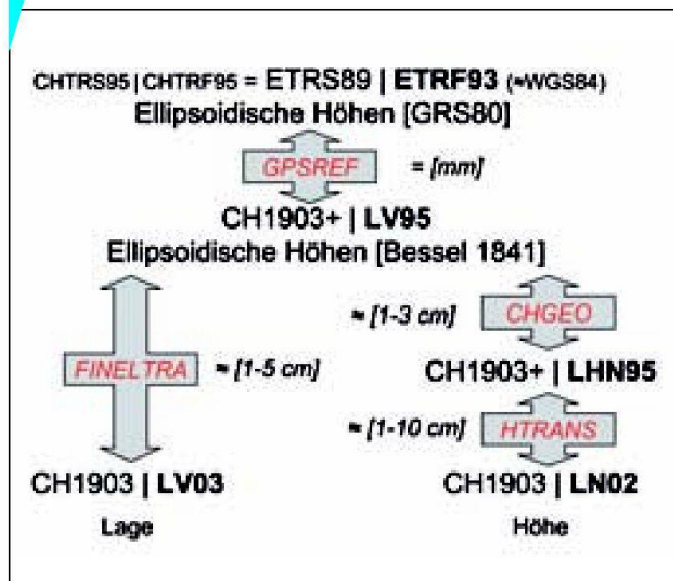 CHTRS95 | CHTRF95 = ETRS89 | ETRF93 (≈WGS84)
Ellipsoidische Höhen [GRS80]
GPSREF = [mm]
CH1903+ | LV95
Ellipsoidische Höhen [Bessel 1841]
≈ [1-3 cm] CHGEO
FINELTRA ≈ [1-5 cm]
CH1903+ | LHN95
≈ [1-10 cm] HTRANS
CH1903 | LV03
CH1903 | LN02
Lage
Höhe